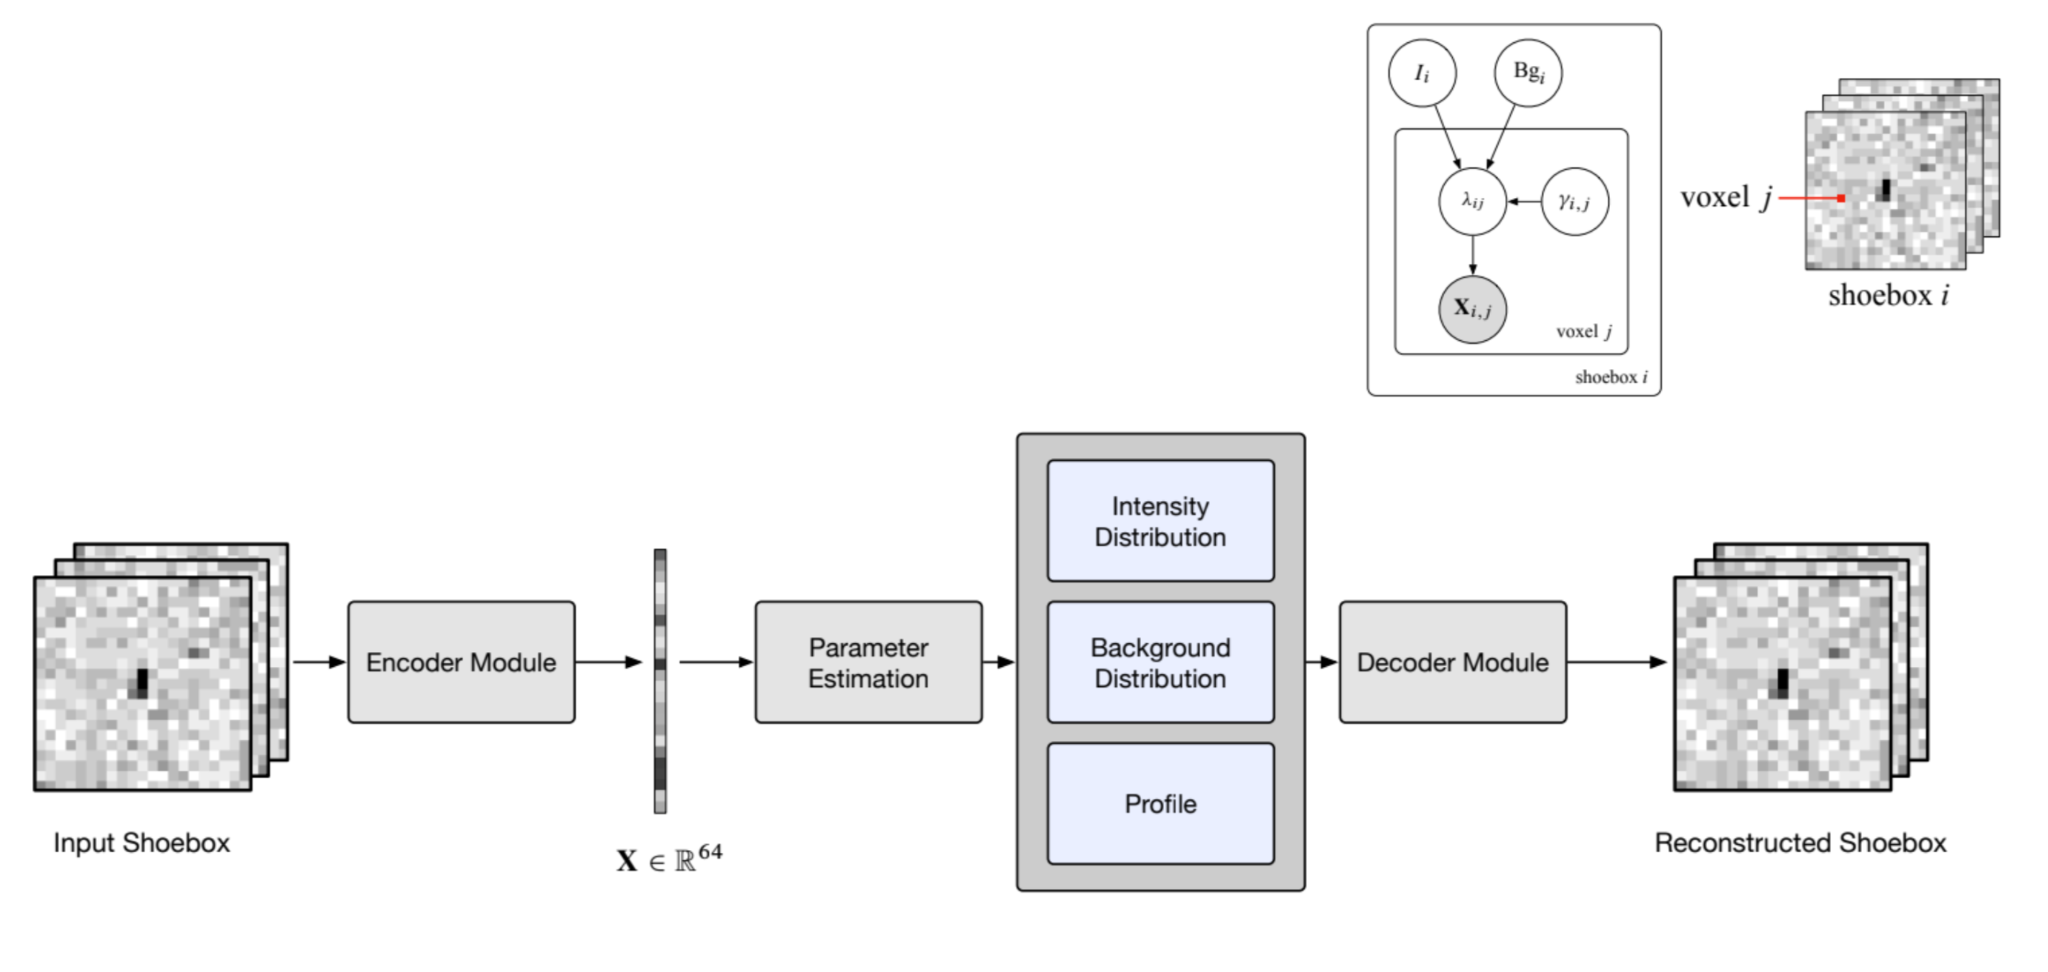 I_i
Bg_i
λ_ij
γ_i,j
X_i,j
voxel j
shoebox i
voxel j
shoebox i
Input Shoebox
Encoder Module
X ∈ ℝ^64
Parameter
Estimation
Intensity
Distribution
Background
Distribution
Profile
Decoder Module
Reconstructed Shoebox